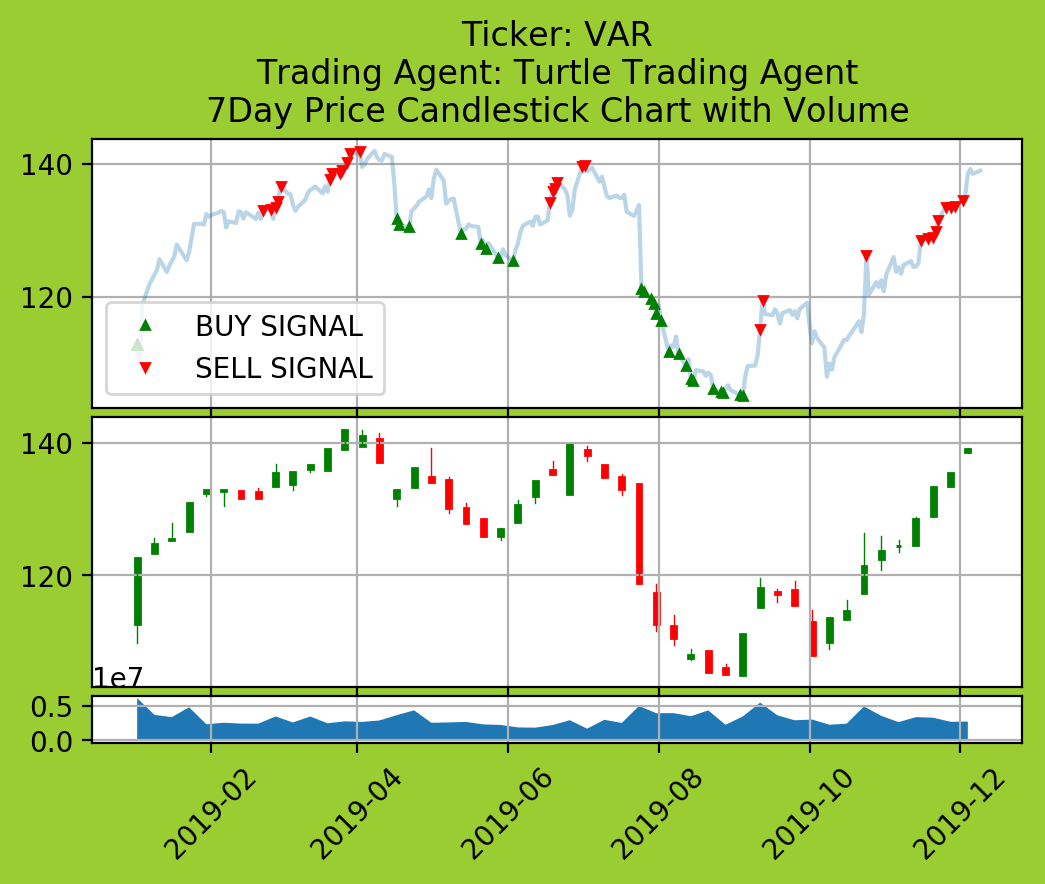 Ticker: VAR
Trading Agent: Turtle Trading Agent
7Day Price Candlestick Chart with Volume
140
120
BUY SIGNAL
SELL SIGNAL
140
120
1e7
0.5
0.0
2019-02
2019-04
2019-06
2019-08
2019-10
2019-12